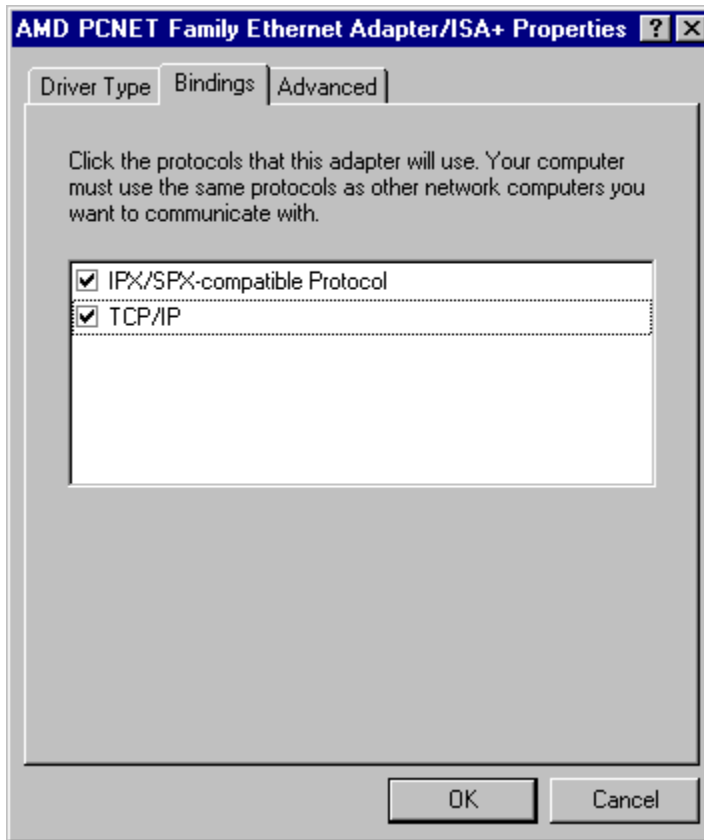 AMD PCNET Family Ethernet Adapter/ISA+ Properties ? X
Driver Type Bindings Advanced
Click the protocols that this adapter will use. Your computer
must use the same protocols as other network computers you
want to communicate with.
IPX/SPX-compatible Protocol
TCP/IP
OK Cancel